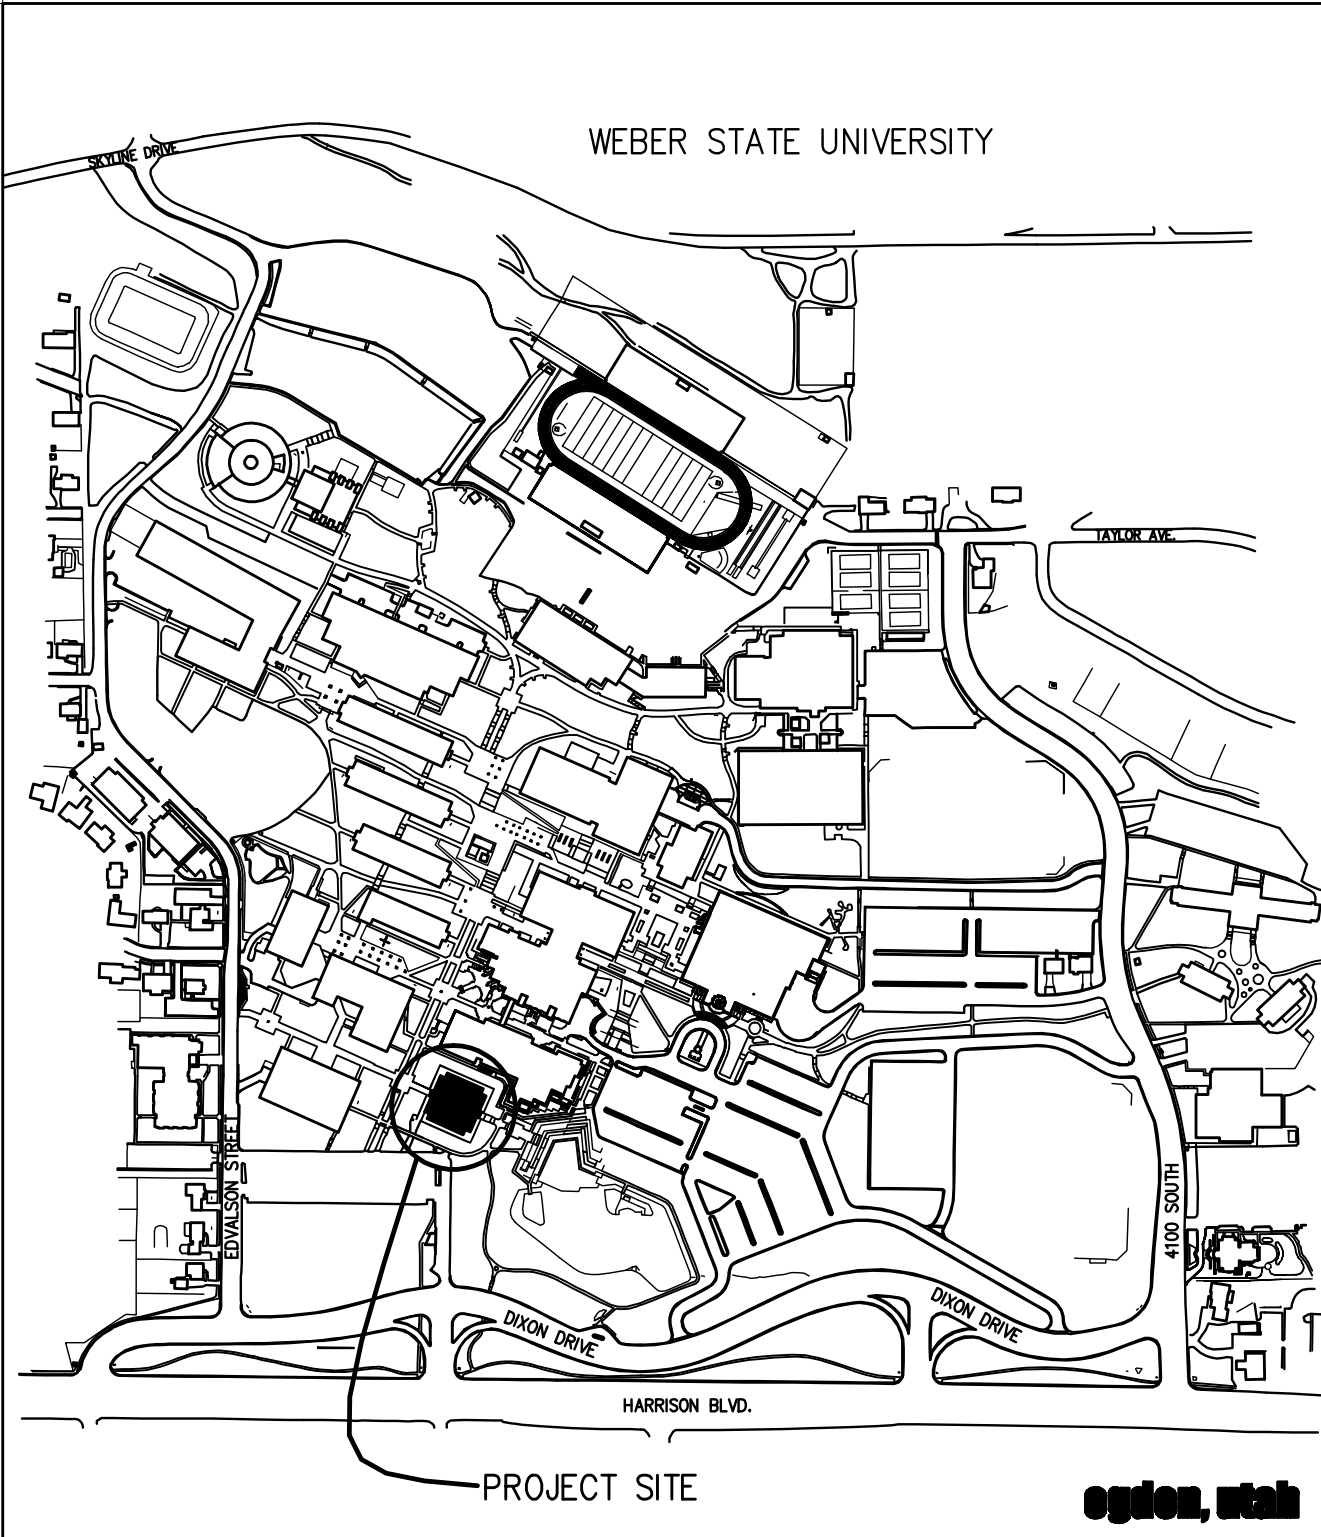 WEBER STATE UNIVERSITY
SKYLINE DRIVE
TAYLOR AVE.
EDVALSON STREET
4100 SOUTH
DIXON DRIVE
DIXON DRIVE
HARRISON BLVD.
PROJECT SITE
ogden, utah